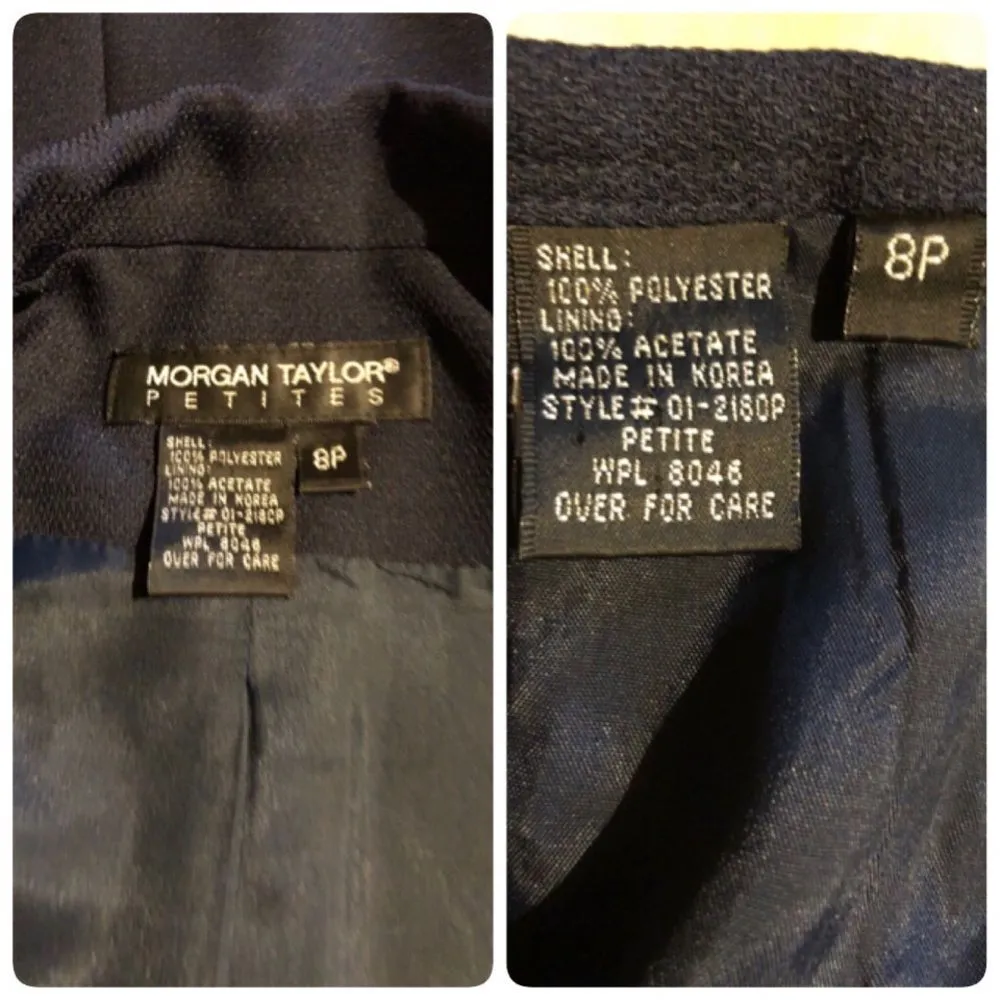 MORGAN TAYLOR®
PETITES
SHELL:
100% POLYESTER
LINING:
100% ACETATE
MADE IN KOREA
STYLE# 01-2180P
PETITE
WPL 8046
OVER FOR CARE
8P
SHELL:
100% POLYESTER
LINING:
100% ACETATE
MADE IN KOREA
STYLE# 01-2180P
PETITE
WPL 8046
OVER FOR CARE
8P